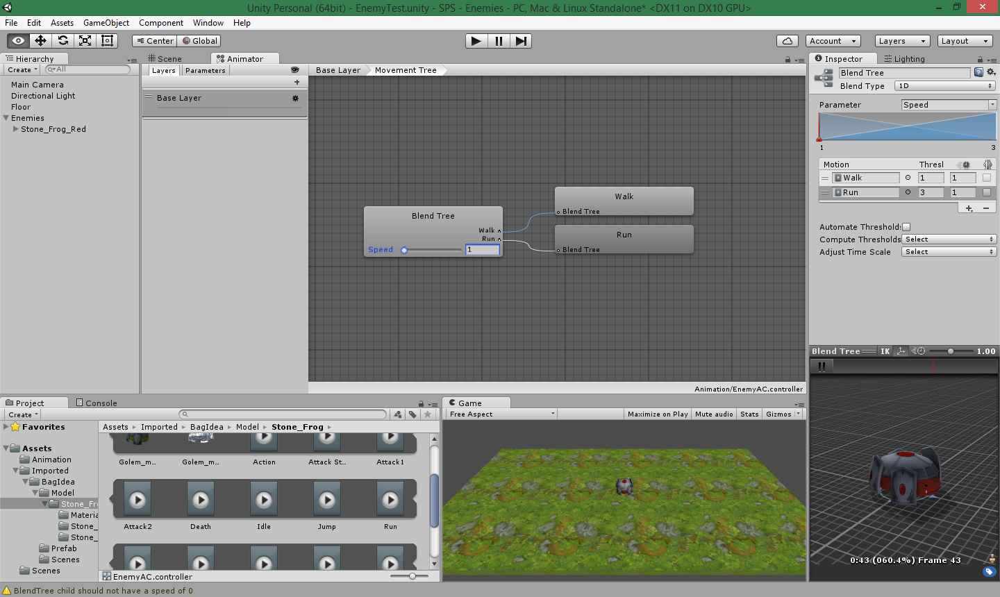 Unity Personal (64bit) - EnemyTest.unity - SPS - Enemies - PC, Mac & Linux Standalone* <DX11 on DX10 GPU>
File Edit Assets GameObject Component Window Help
Center Global Account Layers Layout
Hierarchy
Create All
Main Camera
Directional Light
Floor
Enemies
Stone_Frog_Red
Scene Animator
Layers Parameters
Base Layer
Base Layer Movement Tree
Blend Tree
Walk
Run
Speed 1
Walk
Blend Tree
Run
Blend Tree
Animation/EnemyAC.controller
Inspector Lighting
Blend Tree
Blend Type 1D
Parameter Speed
1 3
Motion Thresl
Walk 1 1
Run 3 1
Automate Thresholds
Compute Thresholds Select
Adjust Time Scale Select
Blend Tree IK 1.00
0:43 (060.4%) Frame 43
Project Console
Create
Favorites
Assets
Animation
Imported
BagIdea
Model
Stone_Fro
Materia
Stone_
Stone_
Prefab
Scenes
Scenes
Assets Imported BagIdea Model Stone_Frog
Golem_m... Golem_m... Action Attack St... Attack1
Attack2 Death Idle Jump Run
EnemyAC.controller
Game
Free Aspect Maximize on Play Mute audio Stats Gizmos
BlendTree child should not have a speed of 0